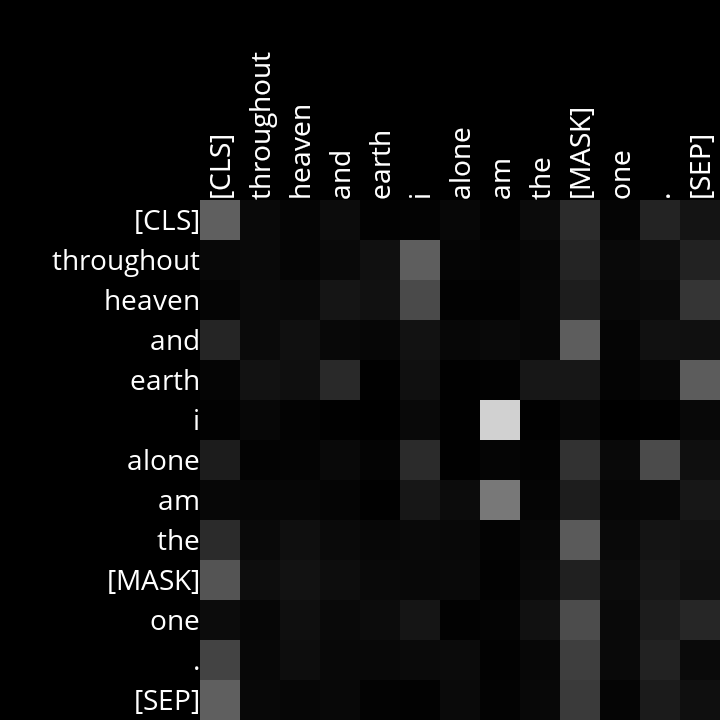 [CLS] throughout heaven and earth i alone am the [MASK] one . [SEP]
[CLS]
throughout
heaven
and
earth
i
alone
am
the
[MASK]
one
.
[SEP]